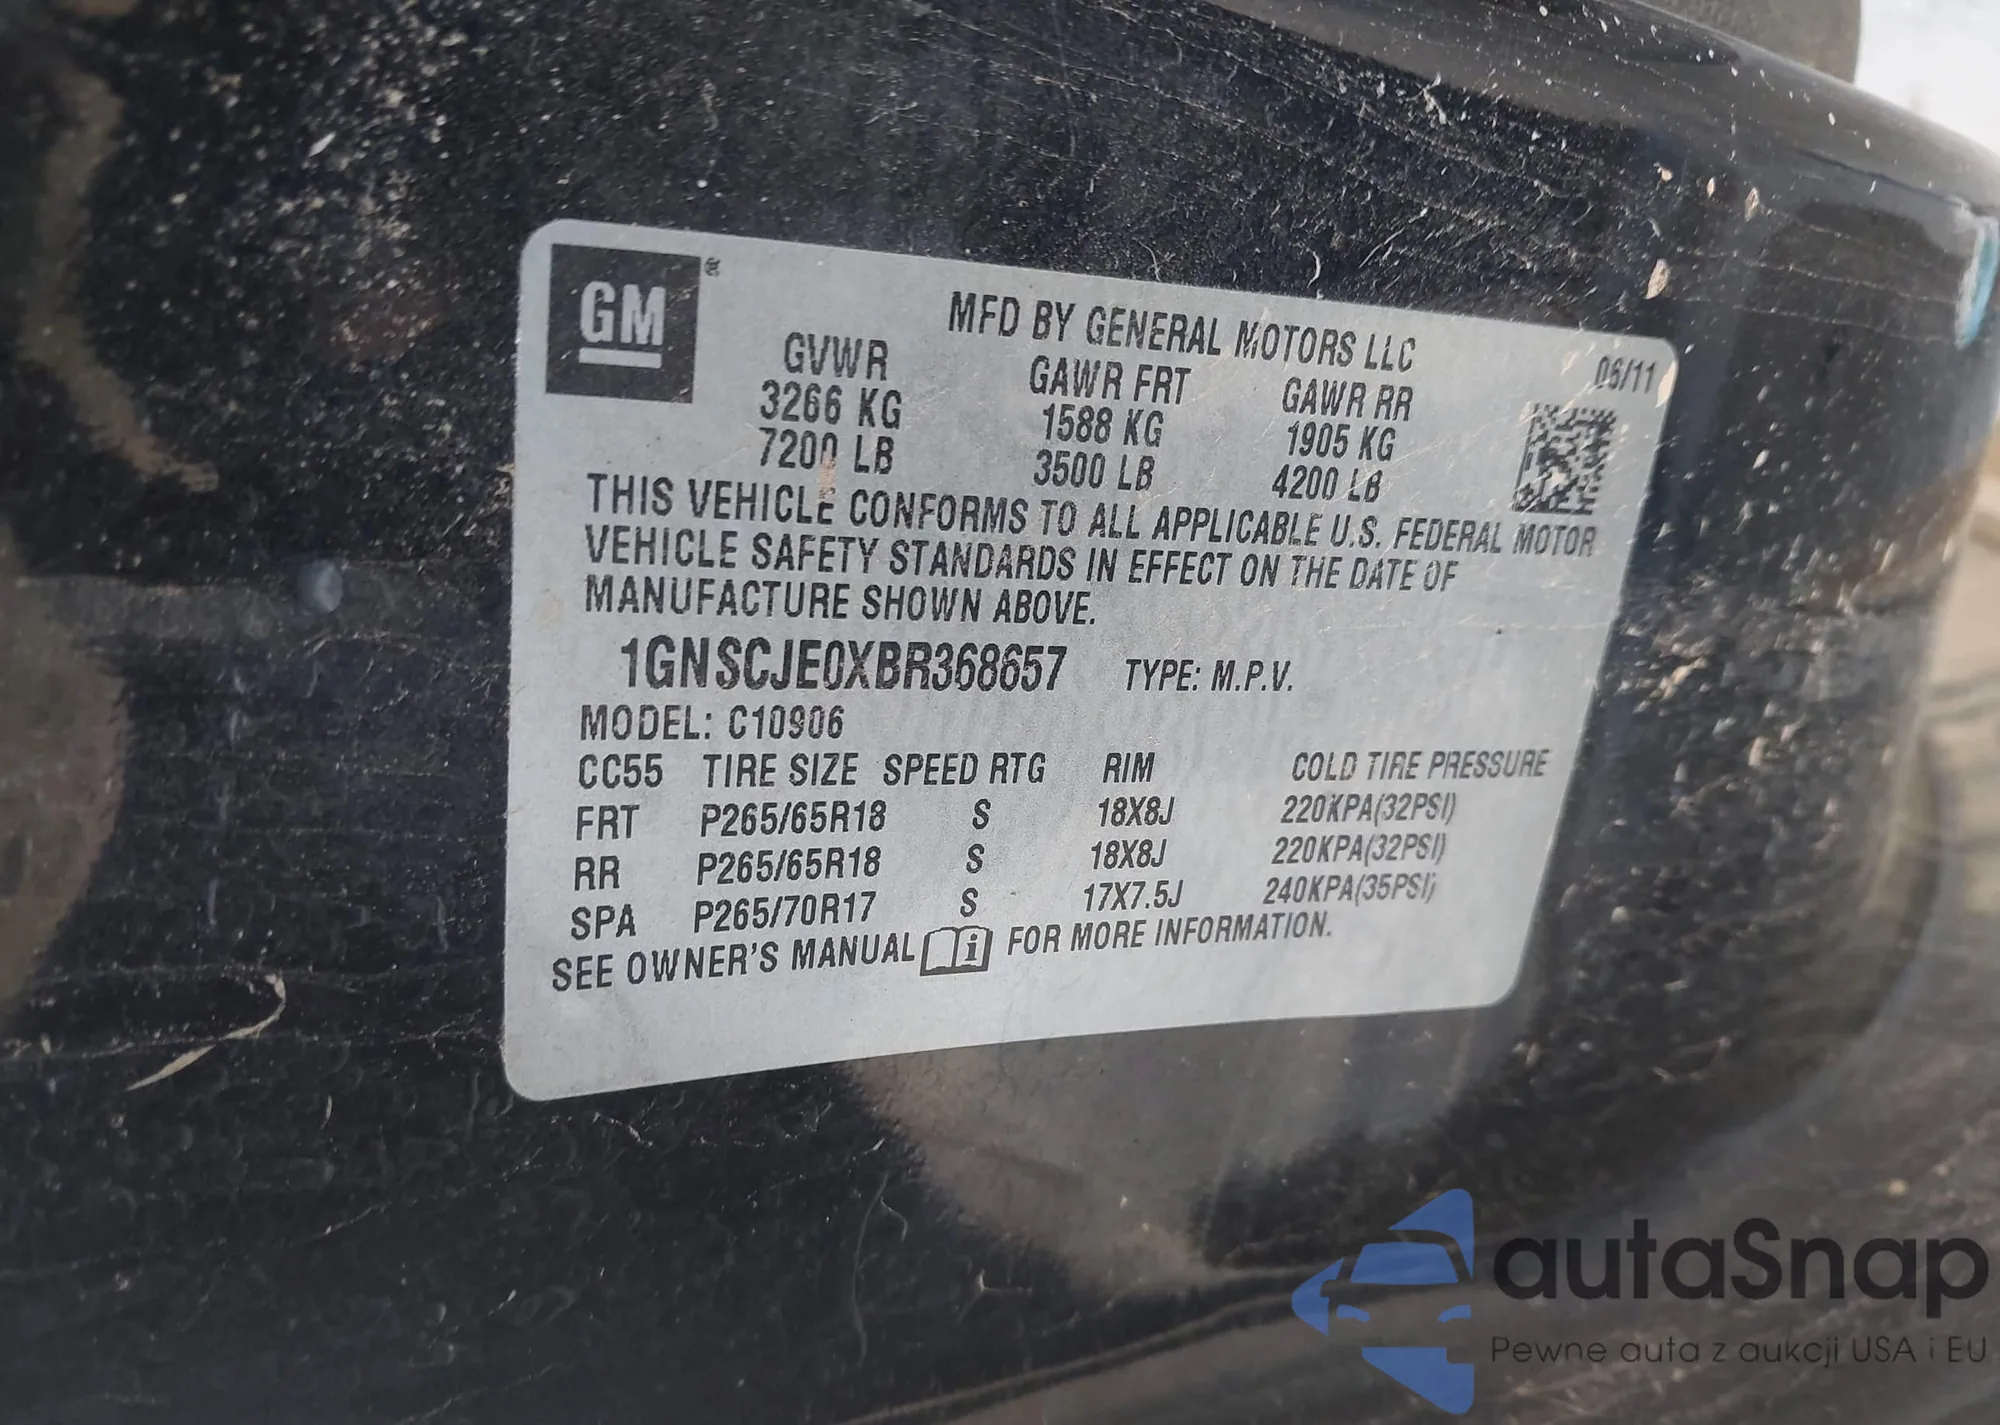 GM®
MFD BY GENERAL MOTORS LLC
06/11
GVWR GAWR FRT GAWR RR
3266 KG 1588 KG 1905 KG
7200 LB 3500 LB 4200 LB
THIS VEHICLE CONFORMS TO ALL APPLICABLE U.S. FEDERAL MOTOR
VEHICLE SAFETY STANDARDS IN EFFECT ON THE DATE OF
MANUFACTURE SHOWN ABOVE.
1GNSCJE0XBR368657 TYPE: M.P.V.
MODEL: C10906
CC55 TIRE SIZE SPEED RTG RIM COLD TIRE PRESSURE
FRT P265/65R18 S 18X8J 220KPA(32PSI)
RR P265/65R18 S 18X8J 220KPA(32PSI)
SPA P265/70R17 S 17X7.5J 240KPA(35PSI)
SEE OWNER'S MANUAL i FOR MORE INFORMATION.
autaSnap
Pewne auta z aukcji USA i EU